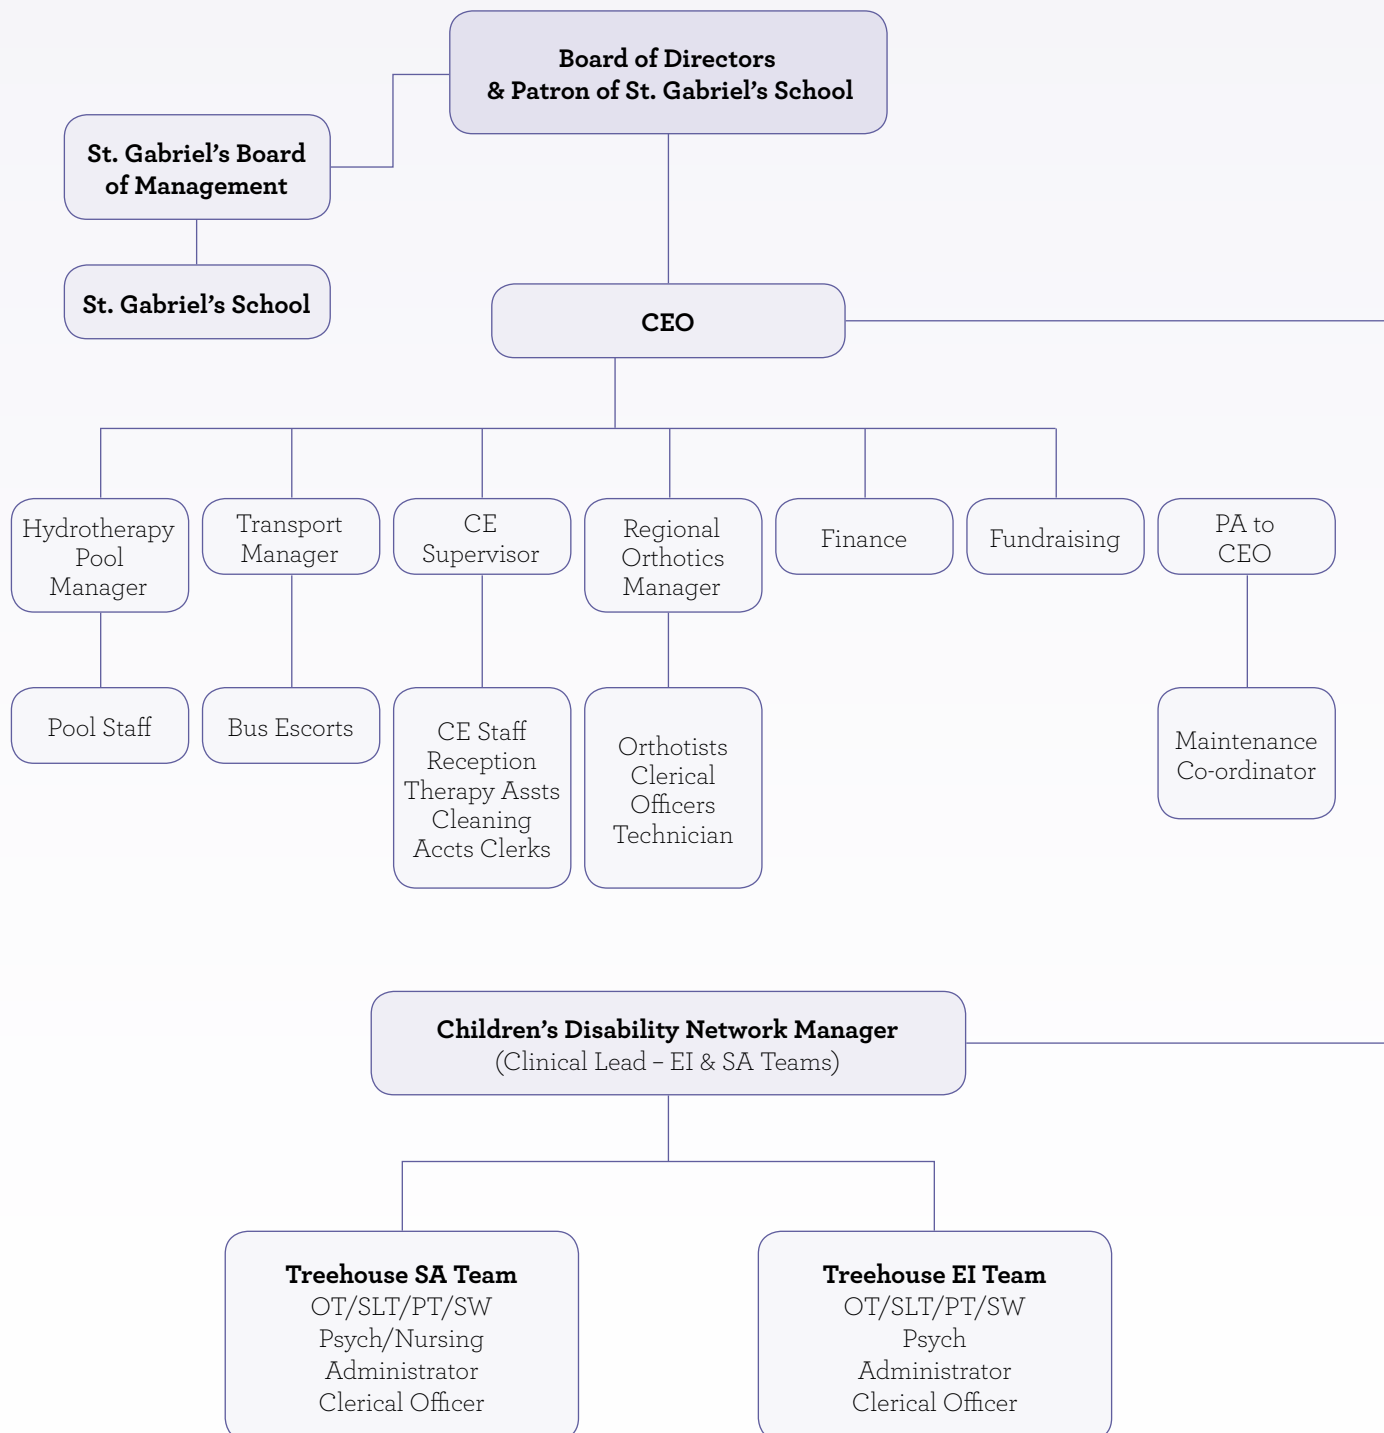 Board of Directors
& Patron of St. Gabriel’s School
St. Gabriel’s Board
of Management
St. Gabriel’s School
CEO
Hydrotherapy
Pool
Manager
Transport
Manager
CE
Supervisor
Regional
Orthotics
Manager
Finance
Fundraising
PA to
CEO
Pool Staff
Bus Escorts
CE Staff
Reception
Therapy Assts
Cleaning
Accts Clerks
Orthotists
Clerical
Officers
Technician
Maintenance
Co-ordinator
Children’s Disability Network Manager
(Clinical Lead – EI & SA Teams)
Treehouse SA Team
OT/SLT/PT/SW
Psych/Nursing
Administrator
Clerical Officer
Treehouse EI Team
OT/SLT/PT/SW
Psych
Administrator
Clerical Officer